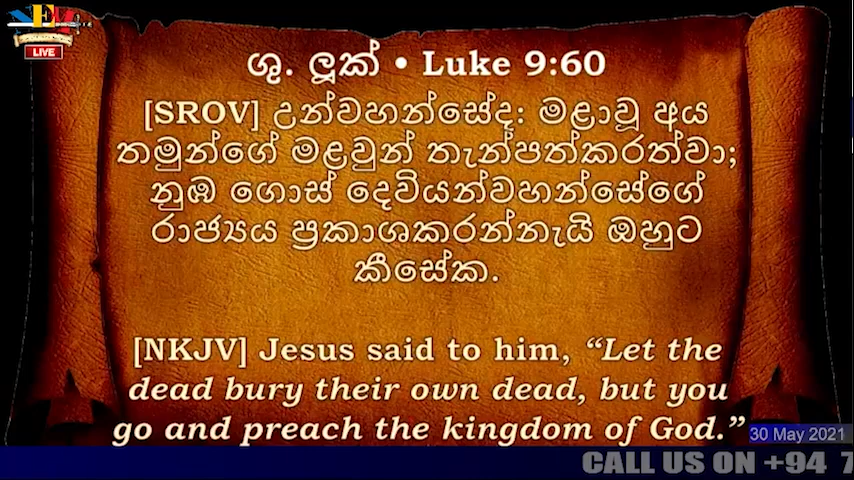 LIVE
ශු. ලූක් • Luke 9:60
[SROV] උන්වහන්සේද: මළාවූ අය
තමුන්ගේ මළවුන් තැන්පත්කරත්වා;
නුඹ ගොස් දෙවියන්වහන්සේගේ
රාජ්‍යය ප්‍රකාශකරන්නැයි ඔහුට
කීසේක.
[NKJV] Jesus said to him, “Let the
dead bury their own dead, but you
go and preach the kingdom of God.”
30 May 2021
CALL US ON +94 7